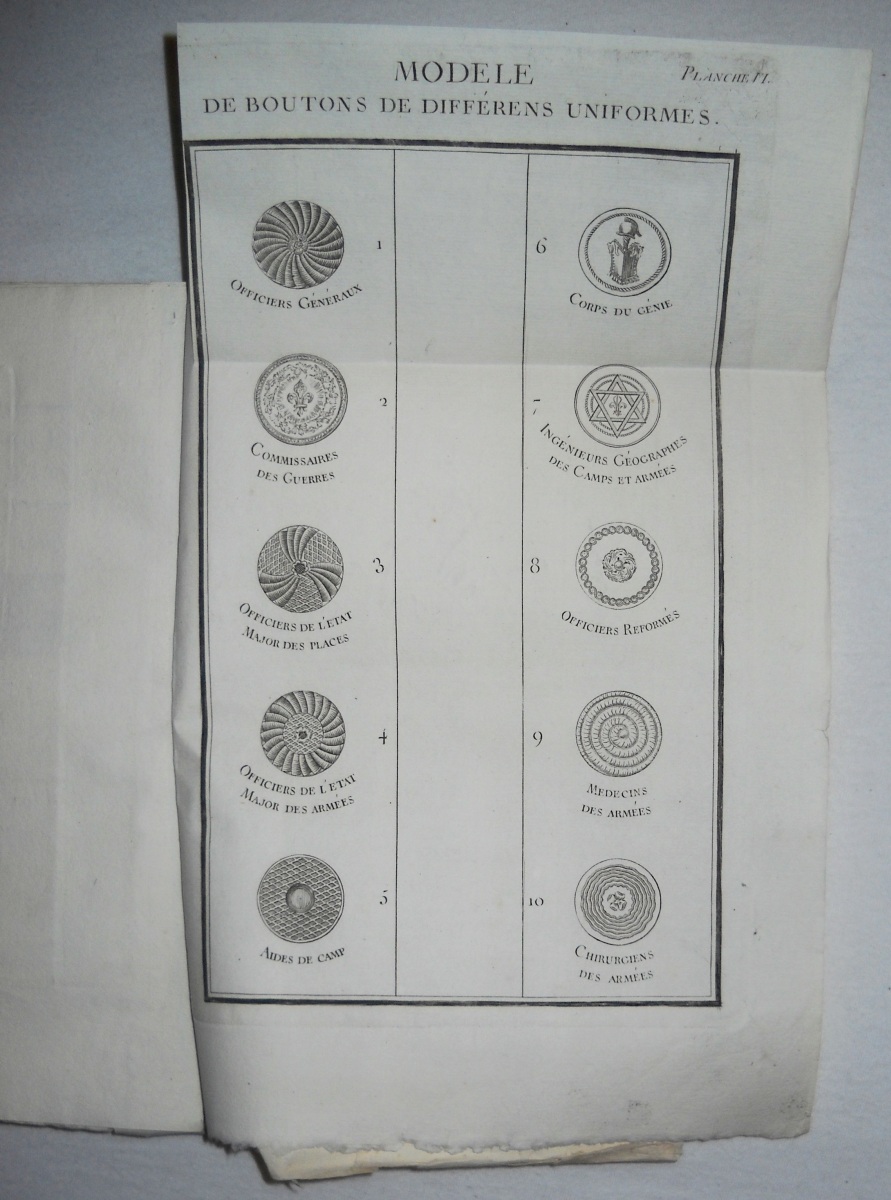 MODELE
PLANCHE VI.
DE BOUTONS DE DIFFÉRENS UNIFORMES.
1
OFFICIERS GÉNÉRAUX
2
COMMISSAIRES
DES GUERRES
3
OFFICIERS DE L'ÉTAT
MAJOR DES PLACES
4
OFFICIERS DE L'ÉTAT
MAJOR DES ARMÉES
5
AIDES DE CAMP
6
CORPS DU GÉNIE
7
INGÉNIEURS GÉOGRAPHES
DES CAMPS ET ARMÉES
8
OFFICIERS REFORMÉS
9
MEDECINS
DES ARMÉES
10
CHIRURGIENS
DES ARMÉES